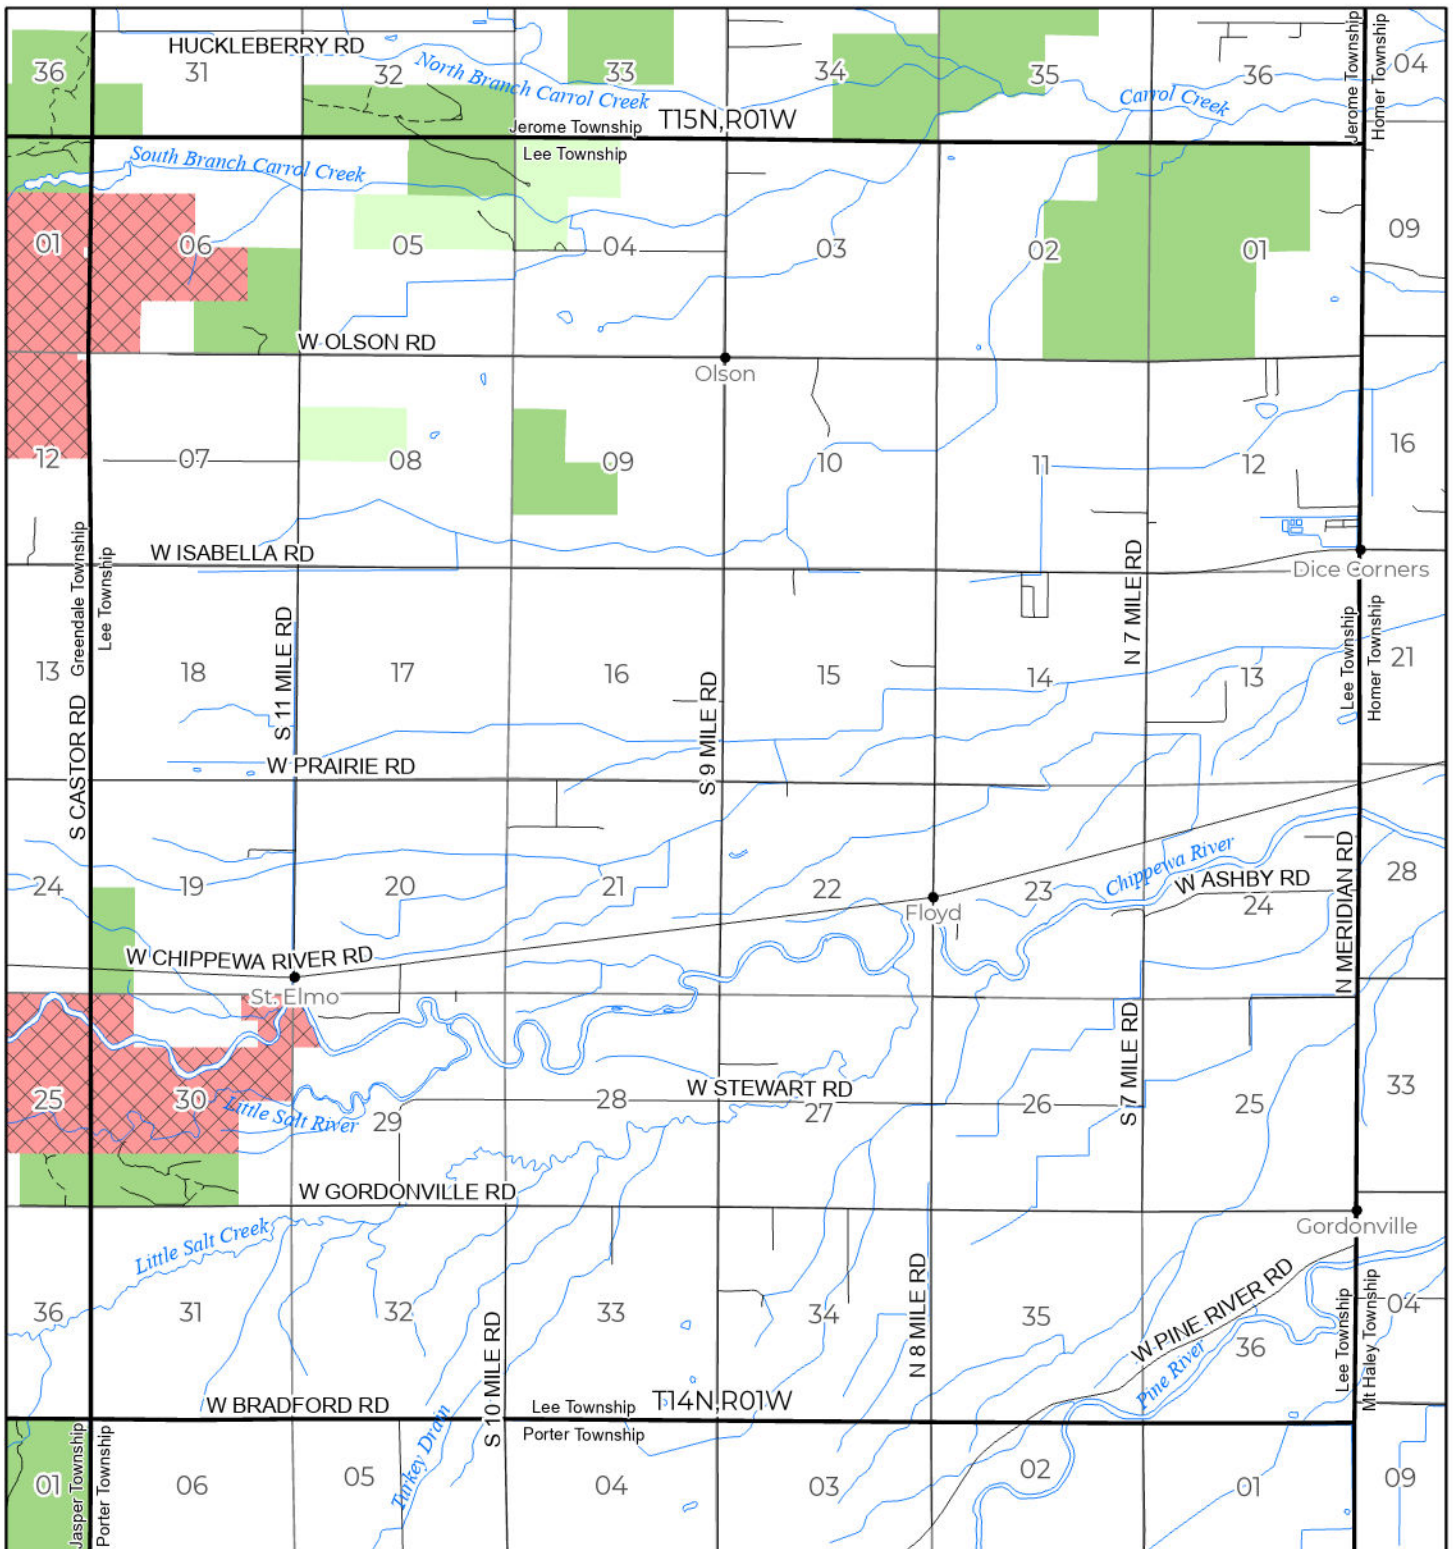 HUCKLEBERRY RD
36
31
32
North Branch Carrol Creek
33
34
35
Carrol Creek
36
Jerome Township
Homer Township
04
Jerome Township
T15N,R01W
Lee Township
South Branch Carrol Creek
01
06
05
04
03
02
01
09
W OLSON RD
Olson
12
07
08
09
10
11
12
16
W ISABELLA RD
Greendale Township
Lee Township
N 7 MILE RD
Dice Corners
13
18
S 11 MILE RD
17
16
S 9 MILE RD
15
14
13
Lee Township
Homer Township
21
S CASTOR RD
W PRAIRIE RD
24
19
20
21
22
Floyd
23
Chippewa River
W ASHBY RD
24
N MERIDIAN RD
28
W CHIPPEWA RIVER RD
St. Elmo
25
30
Little Salt River
29
28
W STEWART RD
27
26
S 7 MILE RD
25
33
W GORDONVILLE RD
Gordonville
Little Salt Creek
36
31
32
S 10 MILE RD
33
34
N 8 MILE RD
35
W PINE RIVER RD
Pine River
36
Lee Township
Mt Haley Township
04
W BRADFORD RD
Lee Township
T14N,R01W
Porter Township
Turkey Drain
01
Jasper Township
Porter Township
06
05
04
03
02
01
09